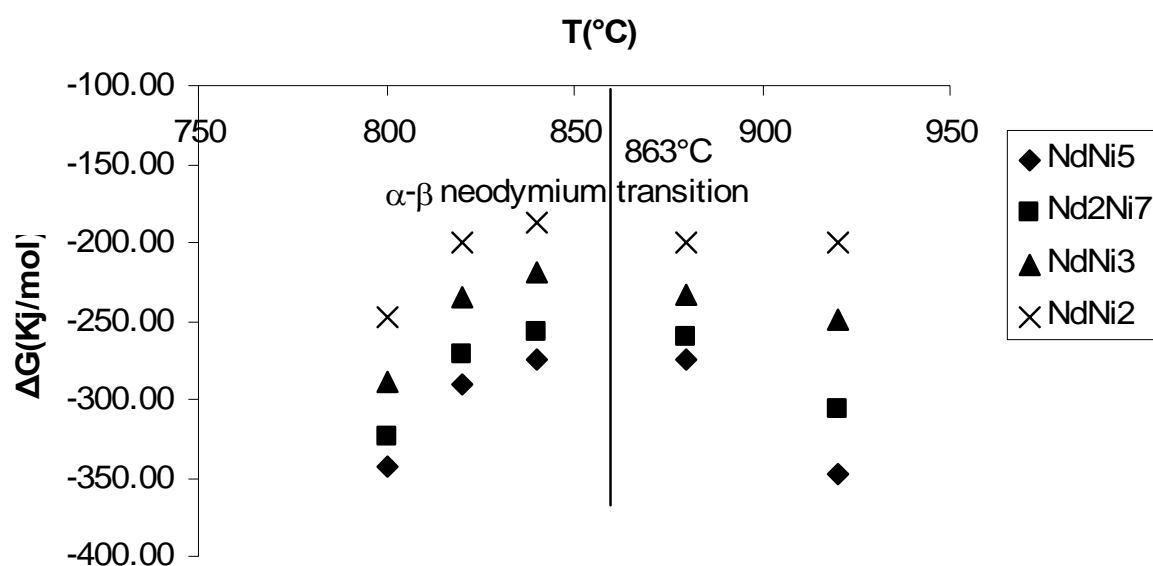 T(°C)
-100.00
750 800 850 900 950
-150.00
863°C
α-β neodymium transition
-200.00
-250.00
-300.00
-350.00
-400.00
ΔG(Kj/mol)
NdNi5
Nd2Ni7
NdNi3
NdNi2